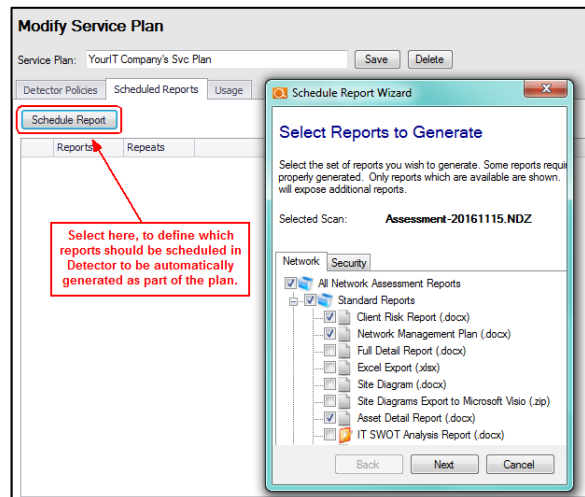 Modify Service Plan
Service Plan: YourIT Company's Svc Plan Save Delete
Detector Policies Scheduled Reports Usage
Schedule Report
Reports Repeats
Select here, to define which
reports should be scheduled in
Detector to be automatically
generated as part of the plan.
Schedule Report Wizard
Select Reports to Generate
Select the set of reports you wish to generate. Some reports requi
properly generated. Only reports which are available are shown.
will expose additional reports.
Selected Scan: Assessment-20161115.NDZ
Network Security
All Network Assessment Reports
Standard Reports
Client Risk Report (.docx)
Network Management Plan (.docx)
Full Detail Report (.docx)
Excel Export (.xlsx)
Site Diagram (.docx)
Site Diagrams Export to Microsoft Visio (.zip)
Asset Detail Report (.docx)
IT SWOT Analysis Report (.docx)
Back Next Cancel